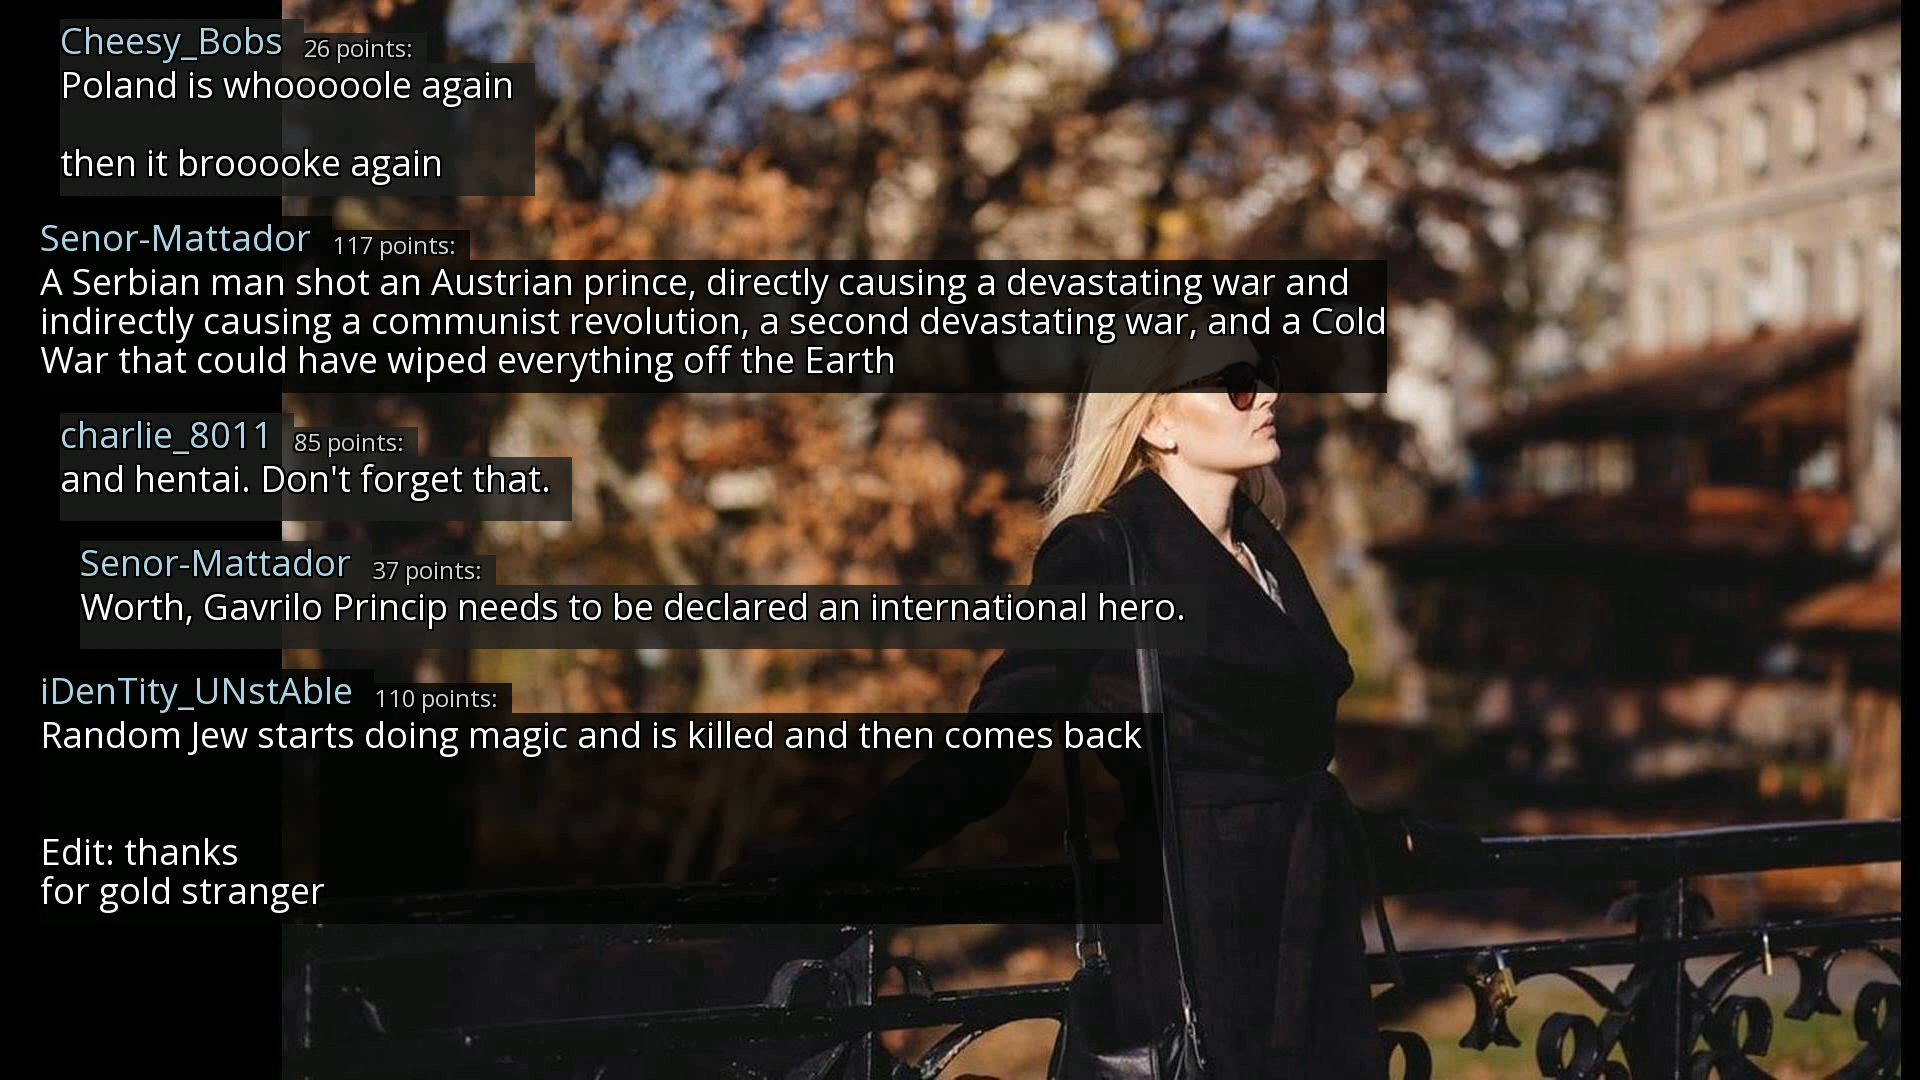 Cheesy_Bobs 26 points:
Poland is whooooole again
then it brooooke again
Senor-Mattador 117 points:
A Serbian man shot an Austrian prince, directly causing a devastating war and
indirectly causing a communist revolution, a second devastating war, and a Cold
War that could have wiped everything off the Earth
charlie_8011 85 points:
and hentai. Don't forget that.
Senor-Mattador 37 points:
Worth, Gavrilo Princip needs to be declared an international hero.
iDenTity_UNstAble 110 points:
Random Jew starts doing magic and is killed and then comes back
Edit: thanks
for gold stranger